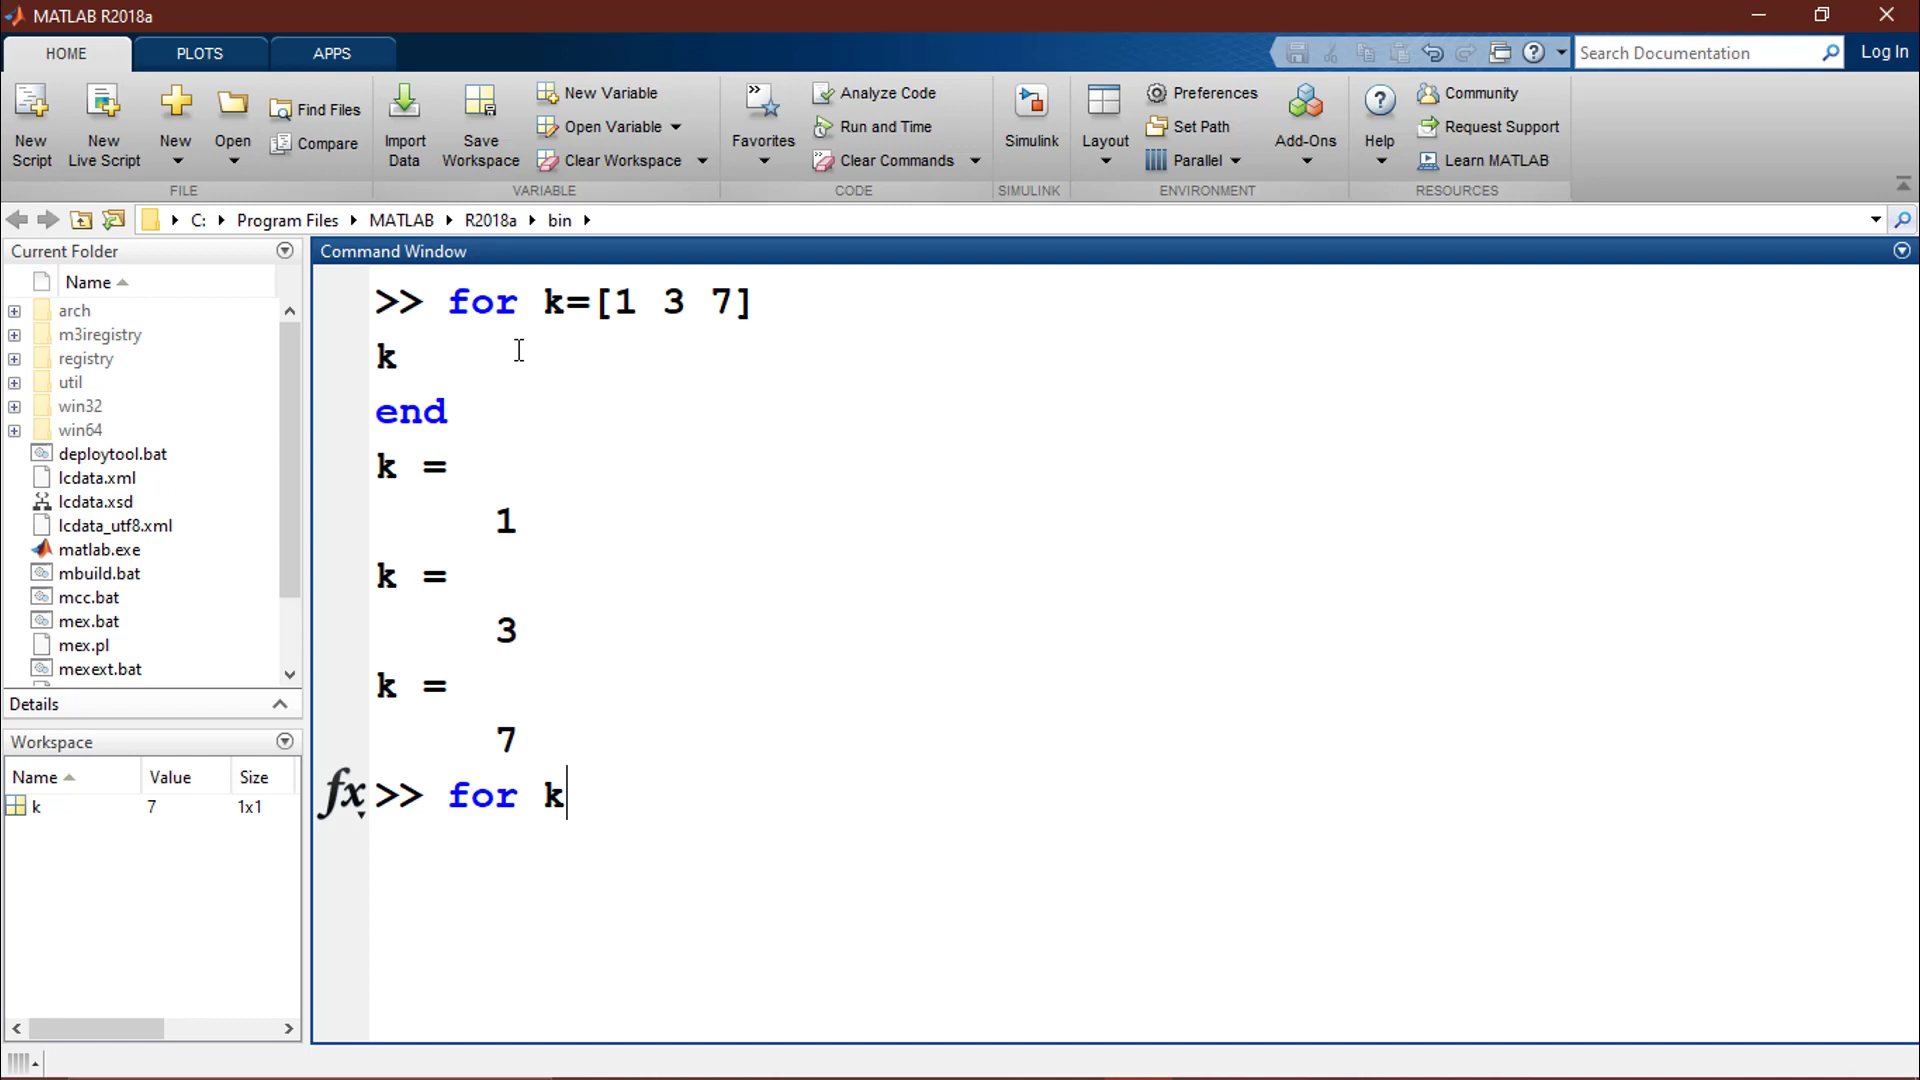 MATLAB R2018a
HOME PLOTS APPS
Search Documentation
Log In
New Script
New Live Script
New
Open
Find Files
Compare
Import Data
Save Workspace
New Variable
Open Variable
Clear Workspace
Favorites
Analyze Code
Run and Time
Clear Commands
Simulink
Layout
Preferences
Set Path
Parallel
Add-Ons
Help
Community
Request Support
Learn MATLAB
FILE VARIABLE CODE SIMULINK ENVIRONMENT RESOURCES
C: Program Files MATLAB R2018a bin
Current Folder
Name
arch
m3iregistry
registry
util
win32
win64
deploytool.bat
lcdata.xml
lcdata.xsd
lcdata_utf8.xml
matlab.exe
mbuild.bat
mcc.bat
mex.bat
mex.pl
mexext.bat
Details
Workspace
Name Value Size
k 7 1x1
Command Window
>> for k=[1 3 7]
k
end
k =
1
k =
3
k =
7
fx >> for k